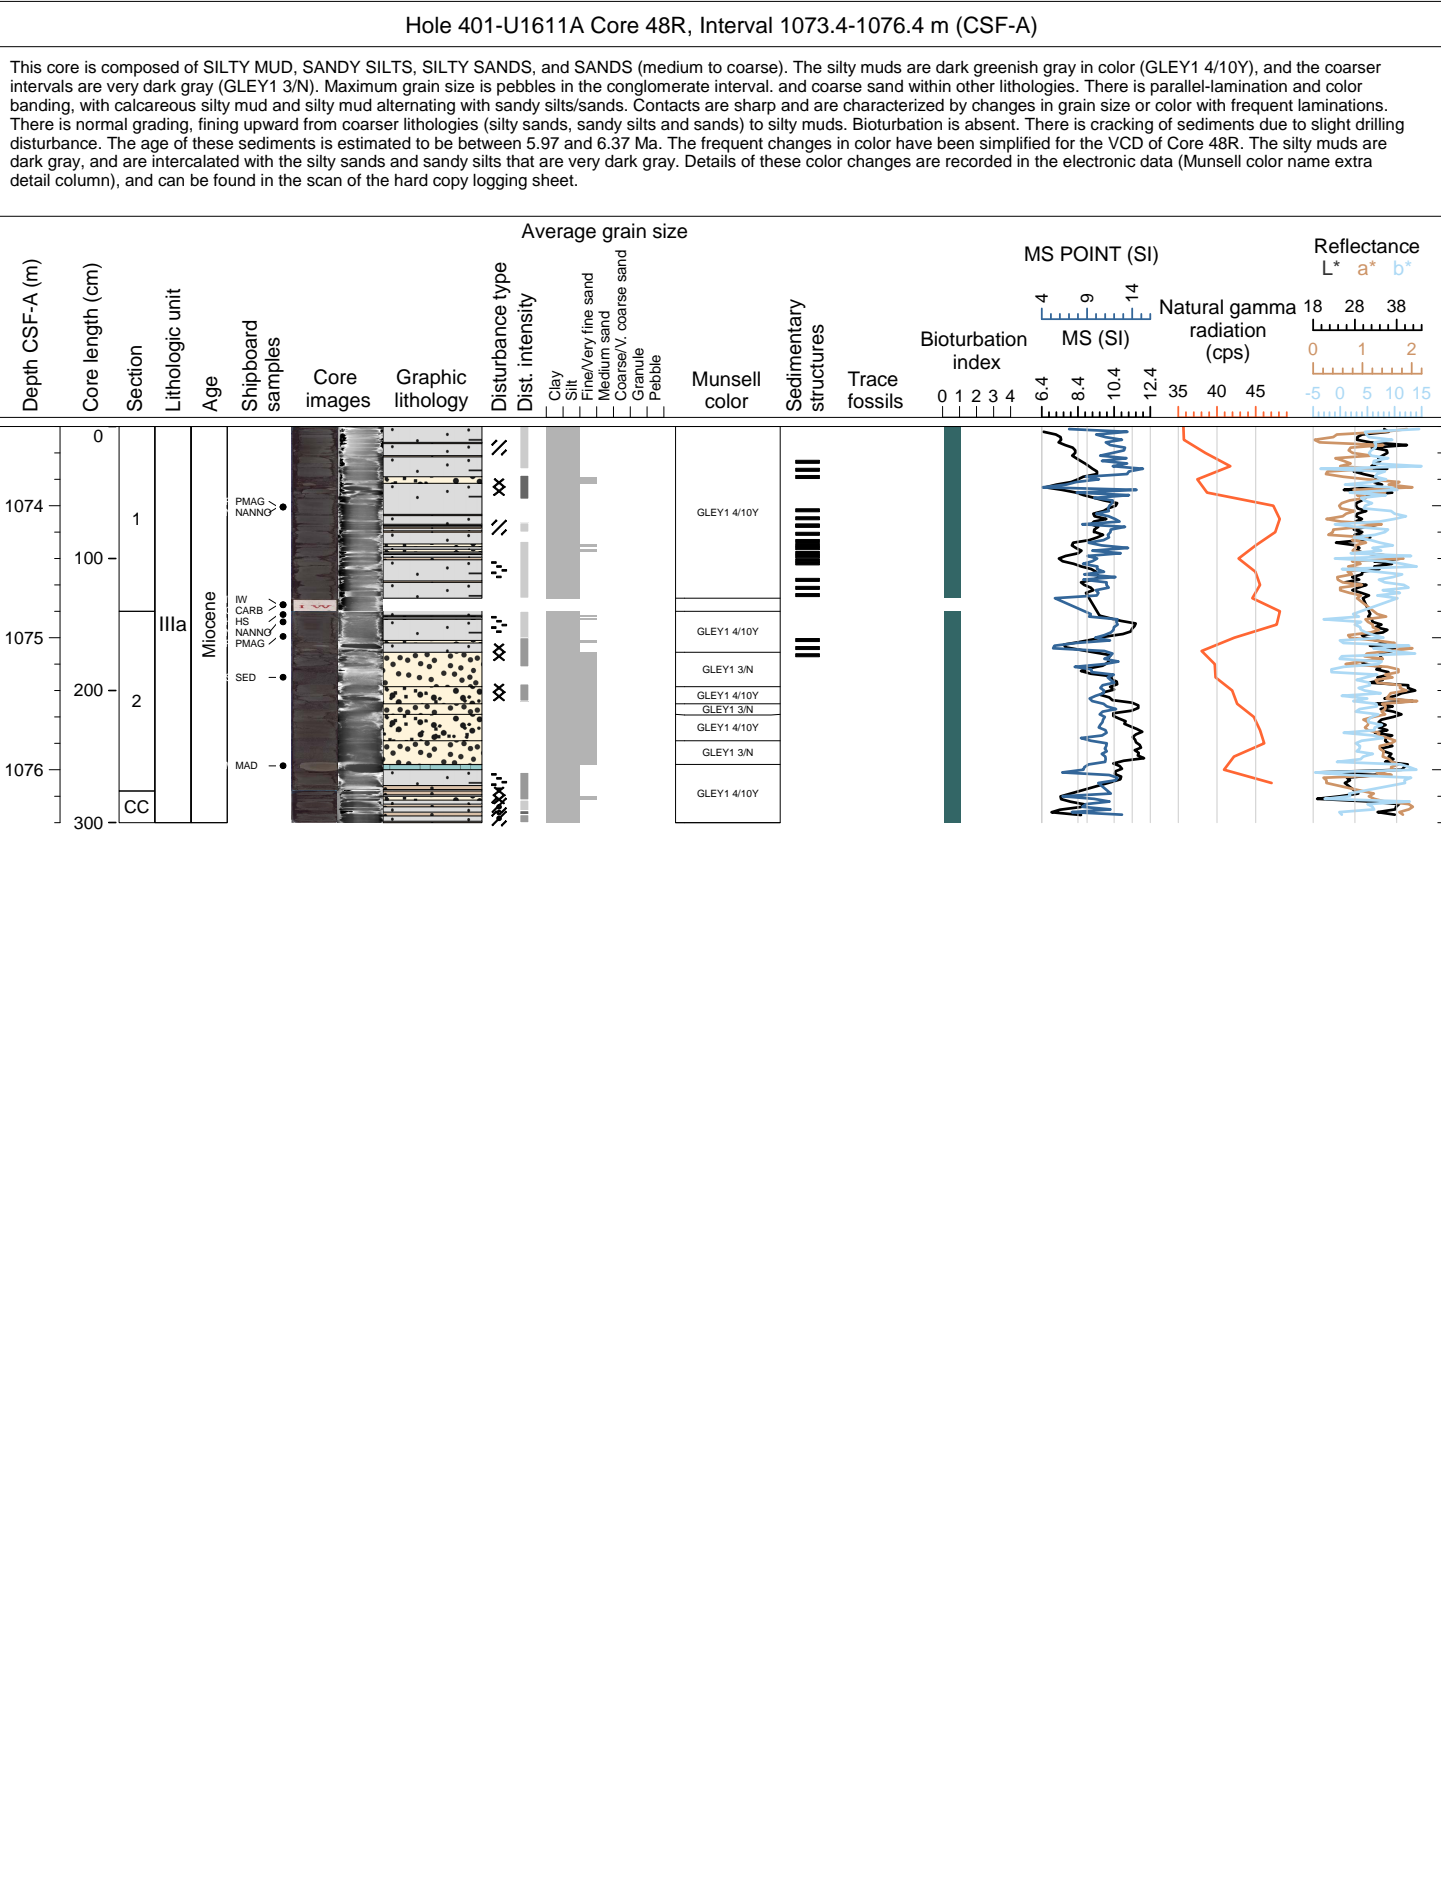 Hole 401-U1611A Core 48R, Interval 1073.4-1076.4 m (CSF-A)
This core is composed of SILTY MUD, SANDY SILTS, SILTY SANDS, and SANDS (medium to coarse). The silty muds are dark greenish gray in color (GLEY1 4/10Y), and the coarser
intervals are very dark gray (GLEY1 3/N). Maximum grain size is pebbles in the conglomerate interval. and coarse sand within other lithologies. There is parallel-lamination and color
banding, with calcareous silty mud and silty mud alternating with sandy silts/sands. Contacts are sharp and are characterized by changes in grain size or color with frequent laminations.
There is normal grading, fining upward from coarser lithologies (silty sands, sandy silts and sands) to silty muds. Bioturbation is absent. There is cracking of sediments due to slight drilling
disturbance. The age of these sediments is estimated to be between 5.97 and 6.37 Ma. The frequent changes in color have been simplified for the VCD of Core 48R. The silty muds are
dark gray, and are intercalated with the silty sands and sandy silts that are very dark gray. Details of these color changes are recorded in the electronic data (Munsell color name extra
detail column), and can be found in the scan of the hard copy logging sheet.
Depth CSF-A (m)
Core length (cm)
Section
Lithologic unit
Age
Shipboard
samples
Core
images
Graphic
lithology
Disturbance type
Dist. intensity
Average grain size
Clay
Silt
Fine/Very fine sand
Medium sand
Coarse/V. coarse sand
Granule
Pebble
Munsell
color
Sedimentary
structures
Trace
fossils
Bioturbation
index
0 1 2 3 4
MS POINT (SI)
4 9 14
MS (SI)
6.4 8.4 10.4 12.4
Natural gamma
radiation
(cps)
35 40 45
Reflectance
L* a* b*
18 28 38
0 1 2
-5 0 5 10 15
1074
1075
1076
0
100
200
300
1
2
CC
IIIa
Miocene
PMAG
NANNO
IW
CARB
HS
NANNO
PMAG
SED
MAD
I W
GLEY1 4/10Y
GLEY1 4/10Y
GLEY1 3/N
GLEY1 4/10Y
GLEY1 3/N
GLEY1 4/10Y
GLEY1 3/N
GLEY1 4/10Y